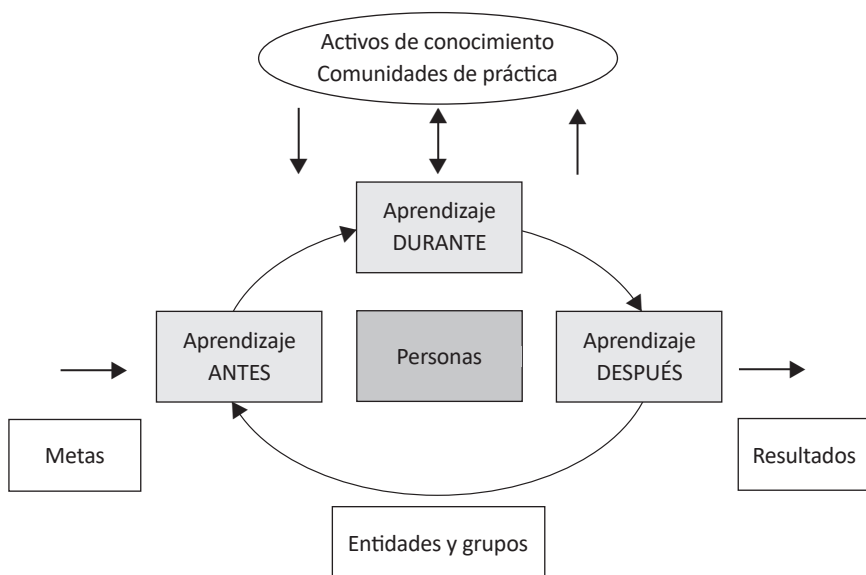 Activos de conocimiento
Comunidades de práctica
Aprendizaje
DURANTE
Aprendizaje
ANTES
Personas
Aprendizaje
DESPUÉS
Metas
Resultados
Entidades y grupos